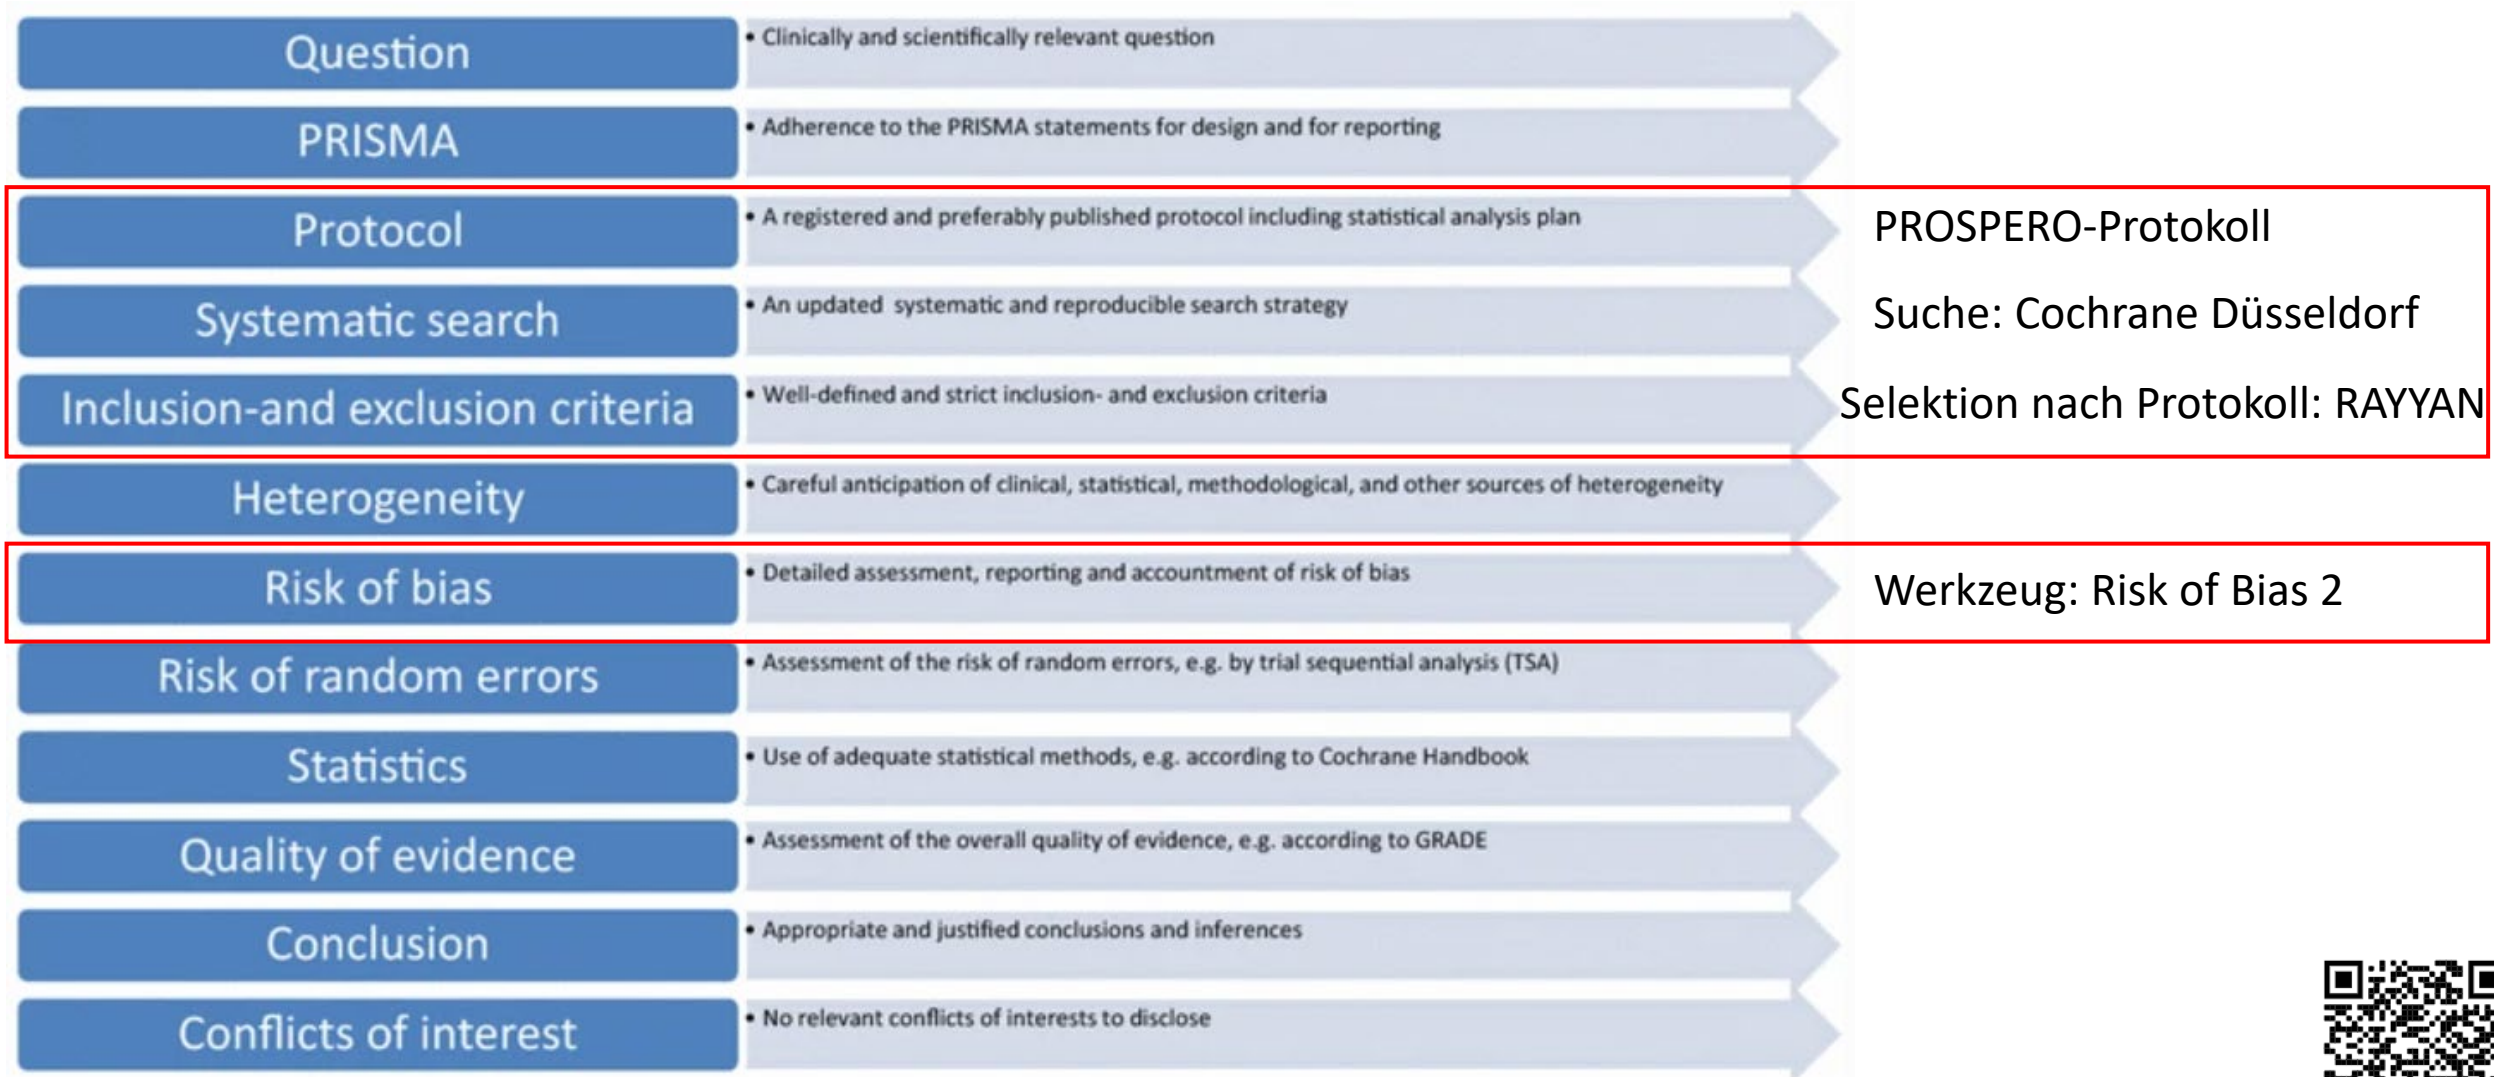 Question
• Clinically and scientifically relevant question
PRISMA
• Adherence to the PRISMA statements for design and for reporting
Protocol
• A registered and preferably published protocol including statistical analysis plan
PROSPERO-Protokoll
Systematic search
• An updated systematic and reproducible search strategy
Suche: Cochrane Düsseldorf
Inclusion-and exclusion criteria
• Well-defined and strict inclusion- and exclusion criteria
Selektion nach Protokoll: RAYYAN
Heterogeneity
• Careful anticipation of clinical, statistical, methodological, and other sources of heterogeneity
Risk of bias
• Detailed assessment, reporting and accountment of risk of bias
Werkzeug: Risk of Bias 2
Risk of random errors
• Assessment of the risk of random errors, e.g. by trial sequential analysis (TSA)
Statistics
• Use of adequate statistical methods, e.g. according to Cochrane Handbook
Quality of evidence
• Assessment of the overall quality of evidence, e.g. according to GRADE
Conclusion
• Appropriate and justified conclusions and inferences
Conflicts of interest
• No relevant conflicts of interests to disclose